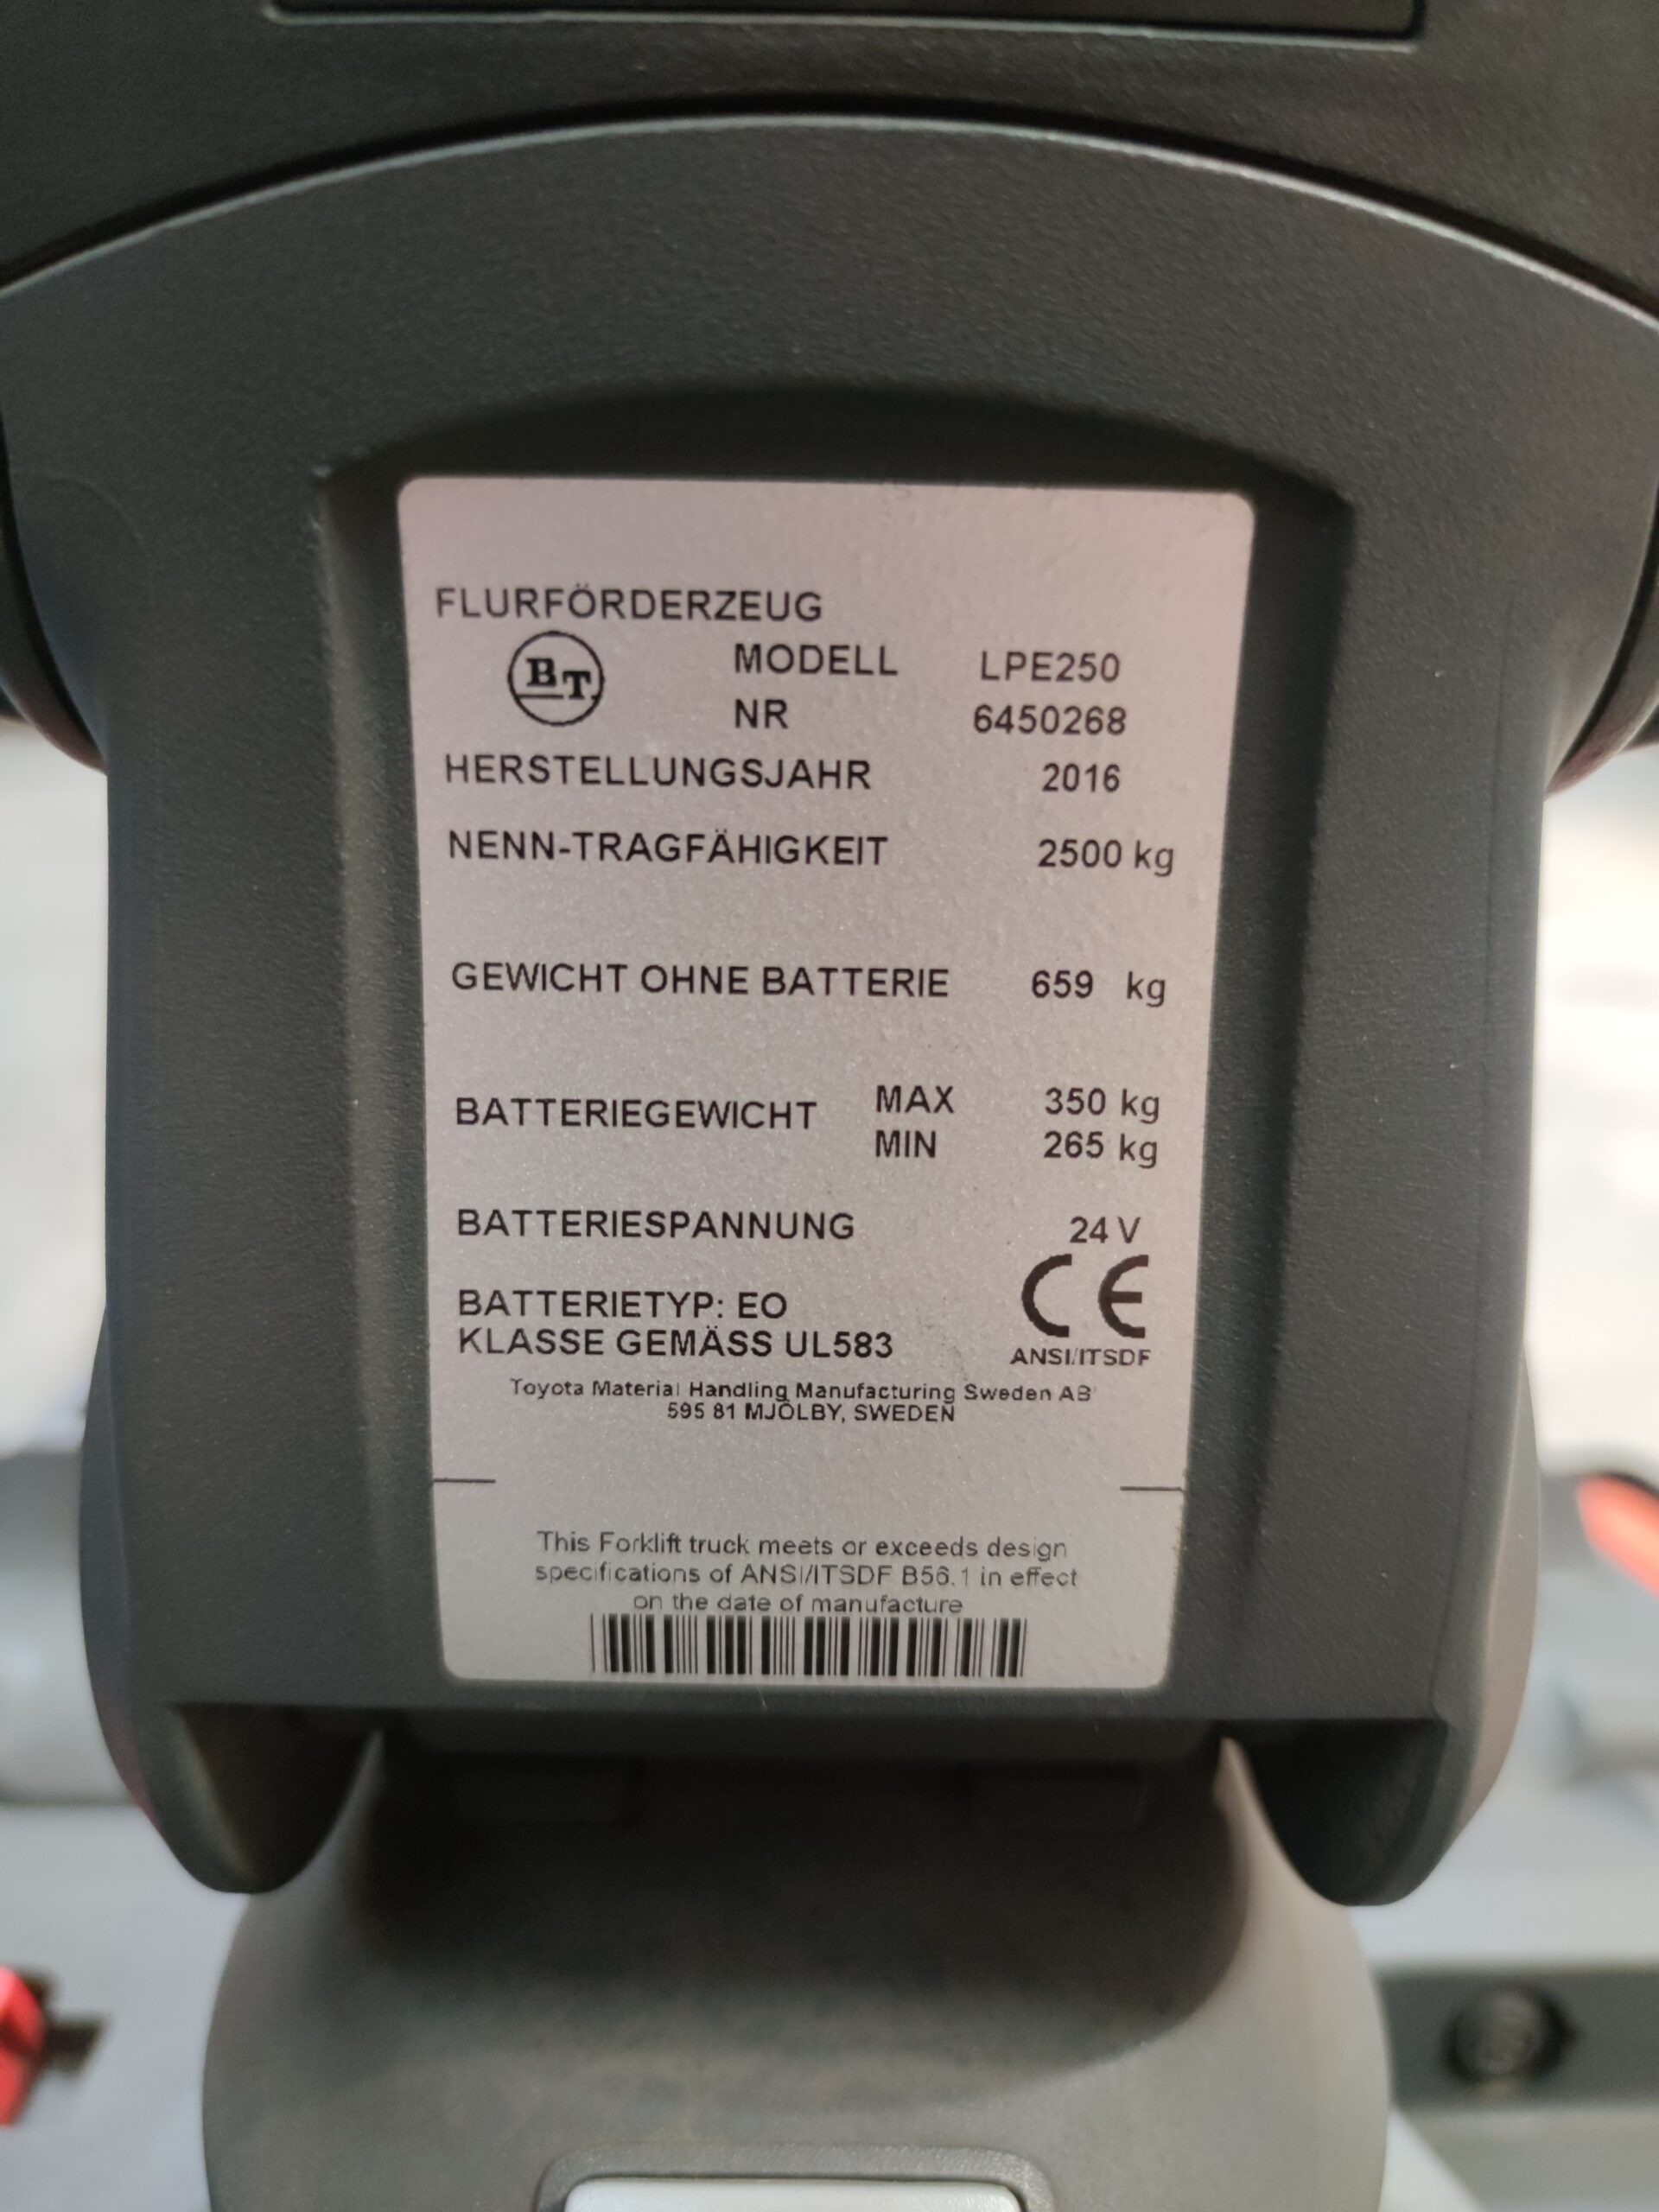 FLURFÖRDERZEUG
BT
MODELL LPE250
NR 6450268
HERSTELLUNGSJAHR 2016
NENN-TRAGFÄHIGKEIT 2500 kg
GEWICHT OHNE BATTERIE 659 kg
BATTERIEGEWICHT MAX 350 kg
MIN 265 kg
BATTERIESPANNUNG 24 V
BATTERIETYP: EO
KLASSE GEMÄSS UL583
CE
ANSI/ITSDF
Toyota Material Handling Manufacturing Sweden AB
595 81 MJÖLBY, SWEDEN
This Forklift truck meets or exceeds design
specifications of ANSI/ITSDF B56.1 in effect
on the date of manufacture